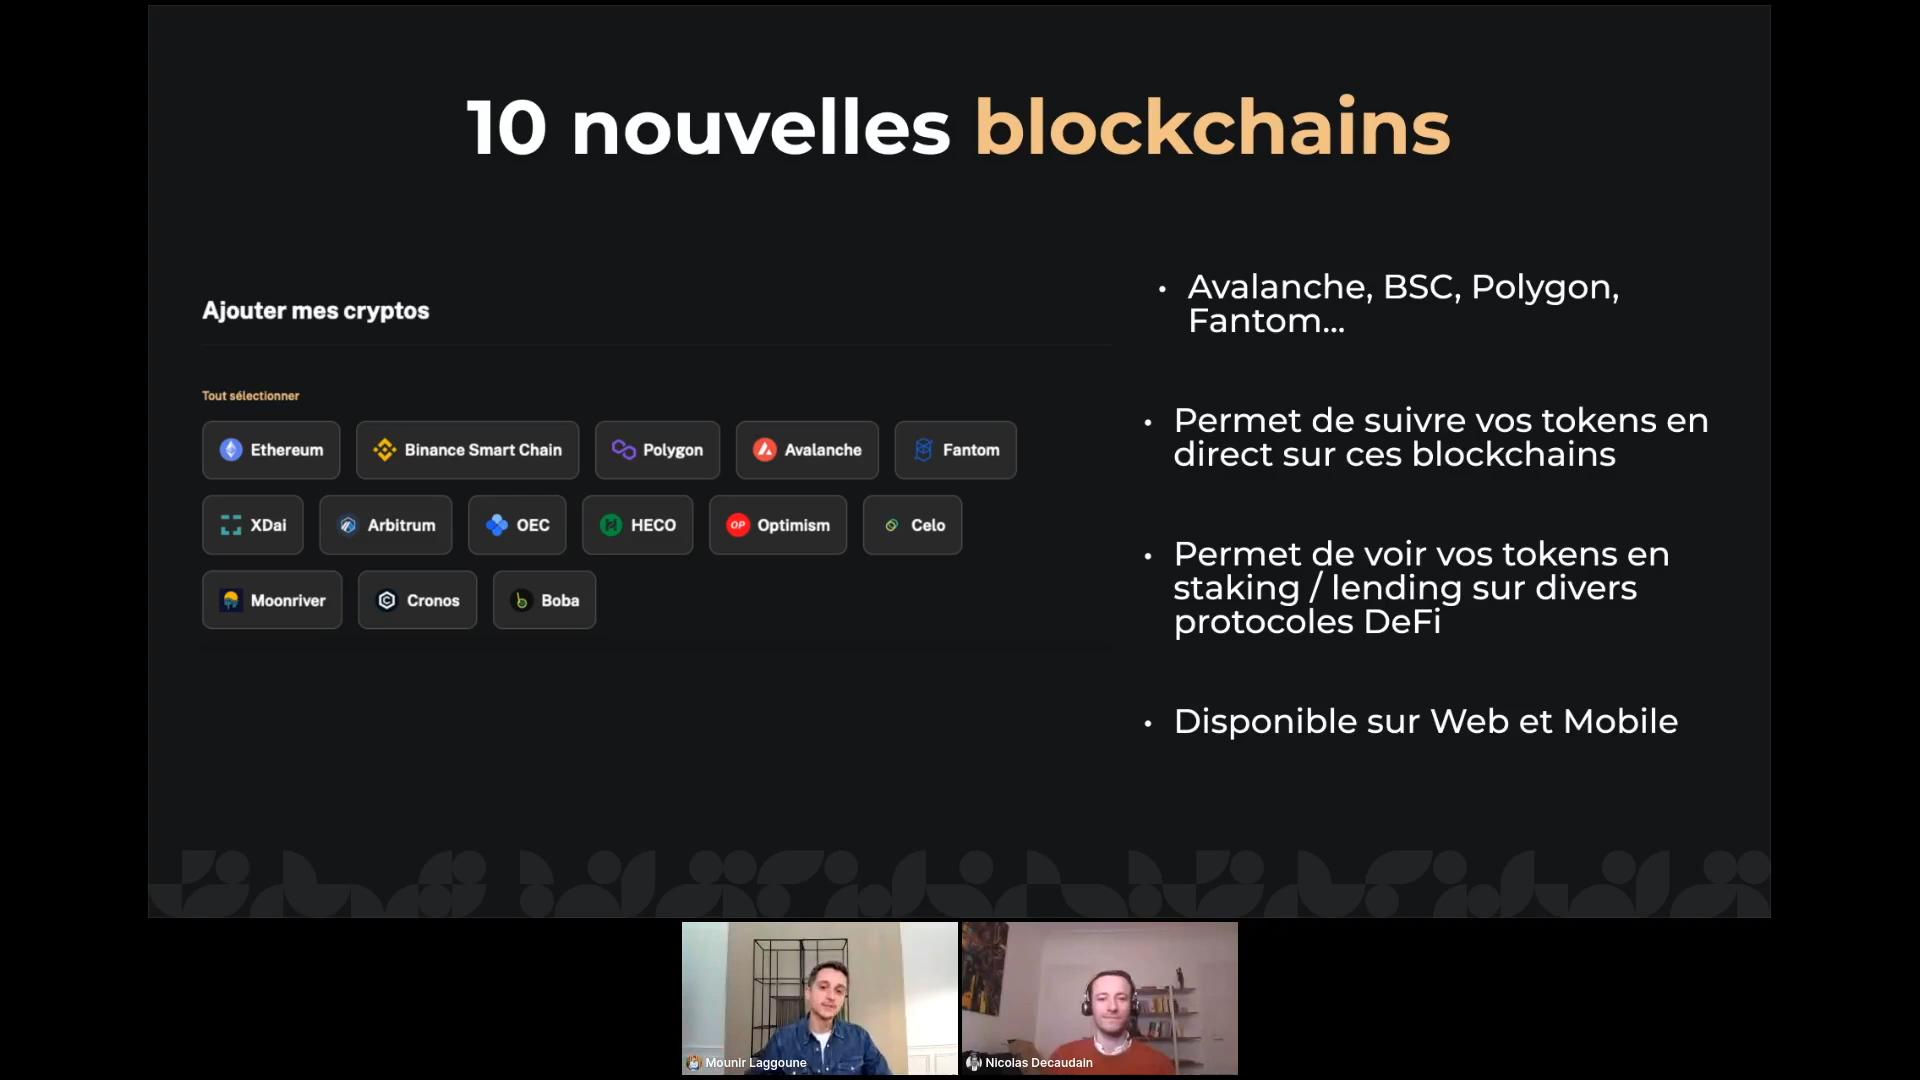 10 nouvelles blockchains
Ajouter mes cryptos
Tout sélectionner
Ethereum
Binance Smart Chain
Polygon
Avalanche
Fantom
XDai
Arbitrum
OEC
HECO
OP
Optimism
Celo
Moonriver
Cronos
Boba
• Avalanche, BSC, Polygon,
Fantom...
• Permet de suivre vos tokens en
direct sur ces blockchains
• Permet de voir vos tokens en
staking / lending sur divers
protocoles DeFi
• Disponible sur Web et Mobile
Mounir Laggoune
Nicolas Decaudain